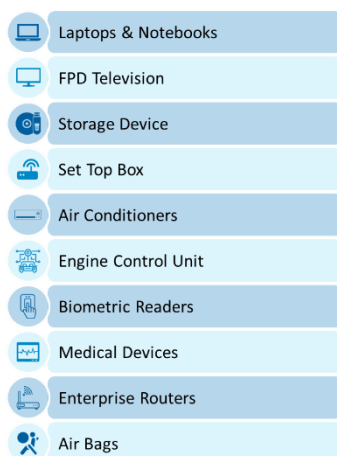 Laptops & Notebooks
FPD Television
Storage Device
Set Top Box
Air Conditioners
Engine Control Unit
Biometric Readers
Medical Devices
Enterprise Routers
Air Bags